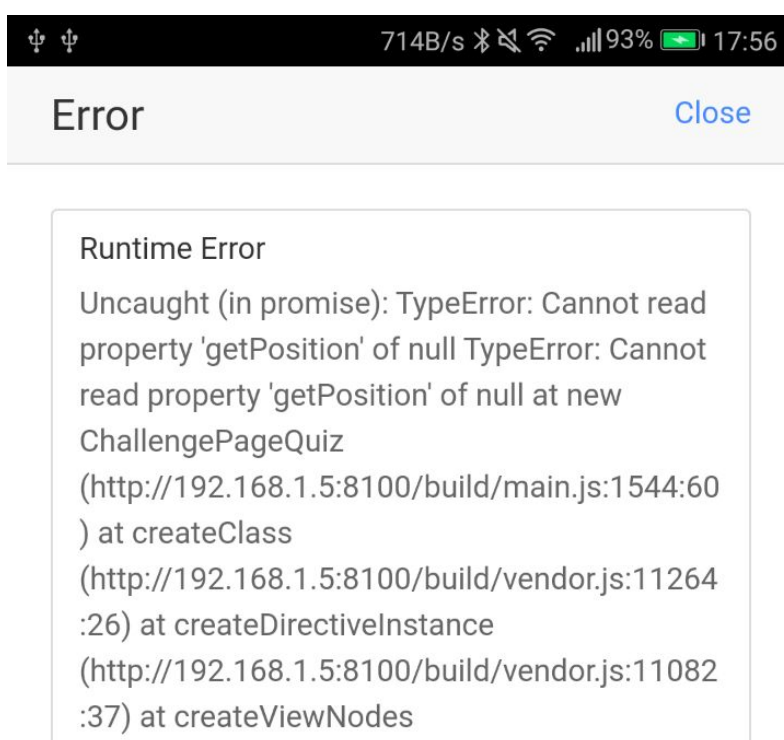 714B/s 93% 17:56
Error Close
Runtime Error
Uncaught (in promise): TypeError: Cannot read
property 'getPosition' of null TypeError: Cannot
read property 'getPosition' of null at new
ChallengePageQuiz
(http://192.168.1.5:8100/build/main.js:1544:60
) at createClass
(http://192.168.1.5:8100/build/vendor.js:11264
:26) at createDirectiveInstance
(http://192.168.1.5:8100/build/vendor.js:11082
:37) at createViewNodes